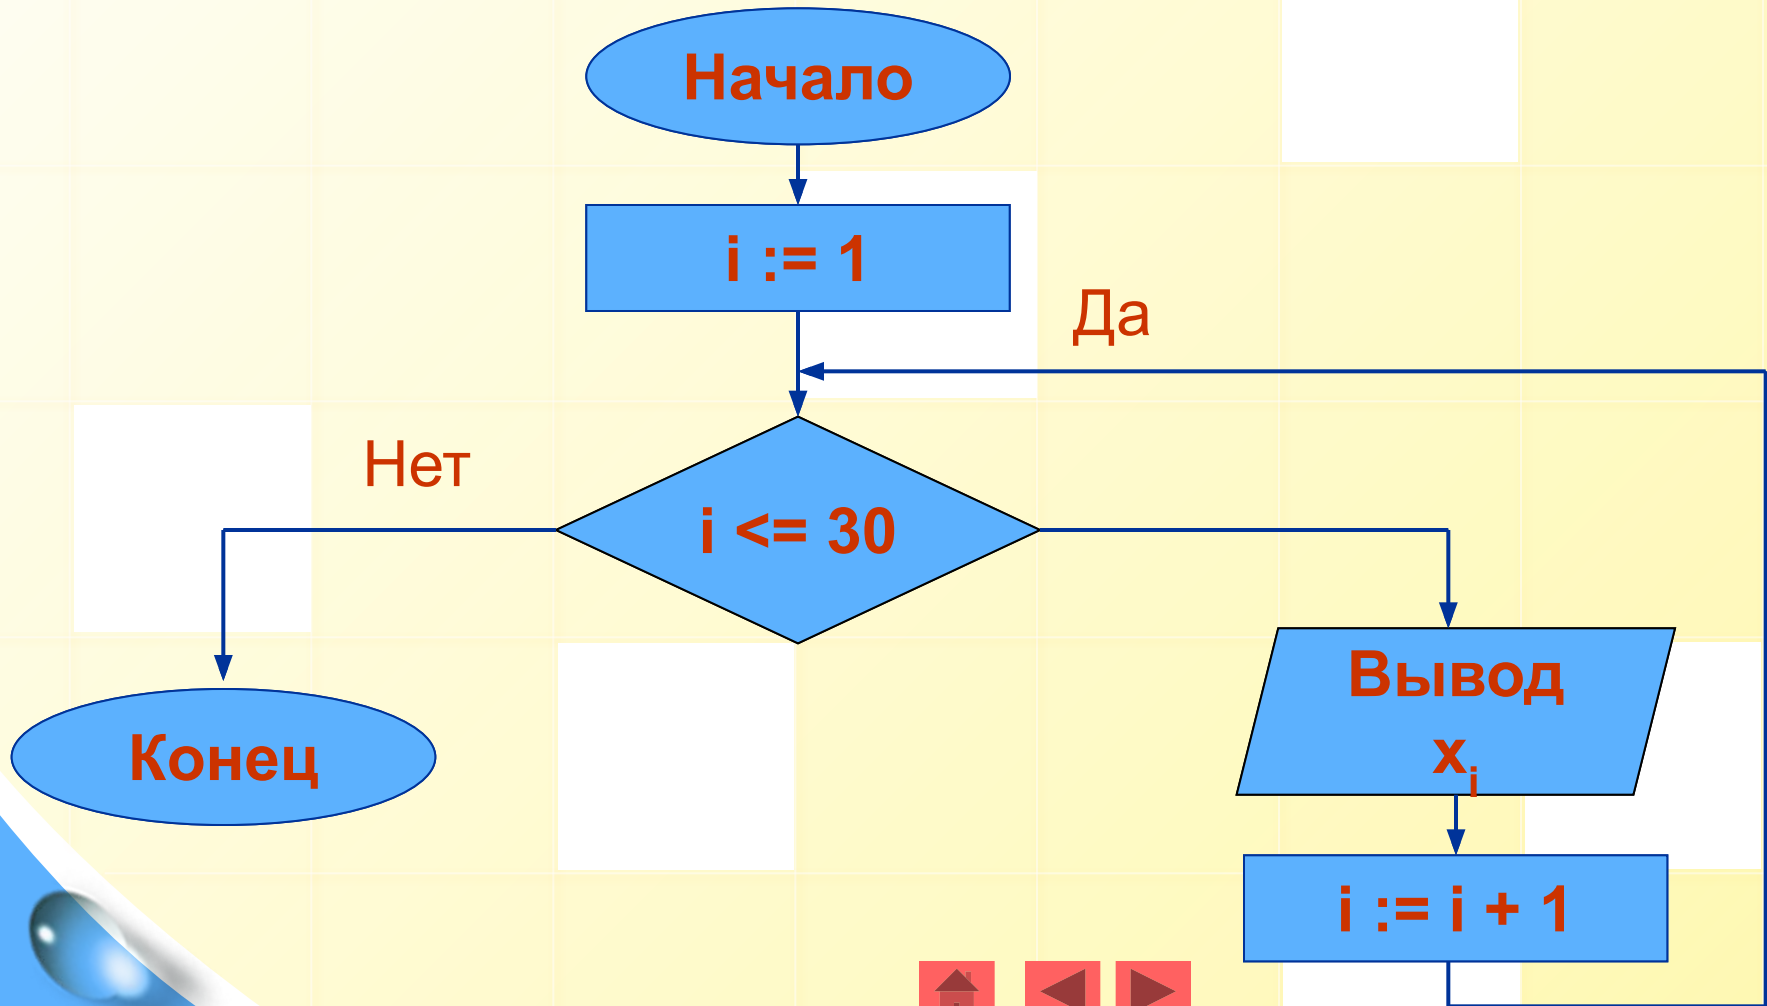 Начало
i := 1
Да
Нет
i <= 30
Вывод
xi
Конец
i := i + 1